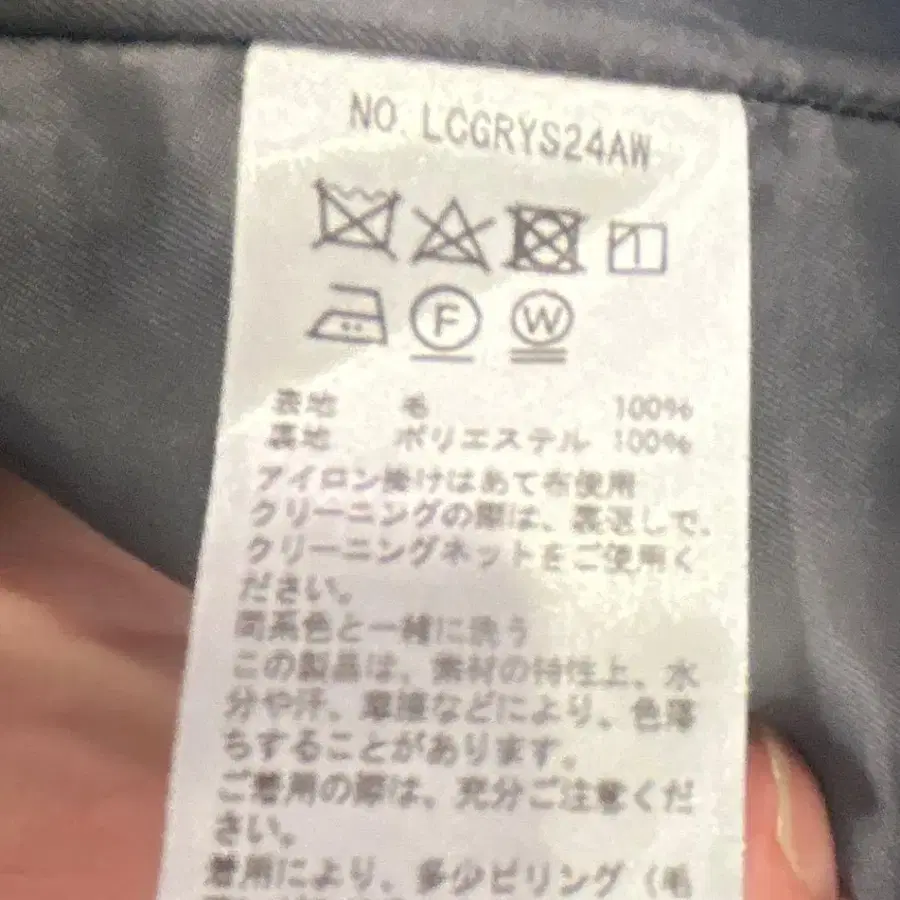 NO. LCGRYS24AW
F W
表地 毛 100%
裏地 ポリエステル 100%
アイロン掛けはあて布使用
クリーニングの際は、裏返しで、
クリーニングネットをご使用く
ださい。
同系色と一緒に洗う
この製品は、素材の特性上、水
分や汗、摩擦などにより、色落
ちすることがあります。
ご着用の際は、充分ご注意くだ
さい。
着用により、多少ピリング（毛